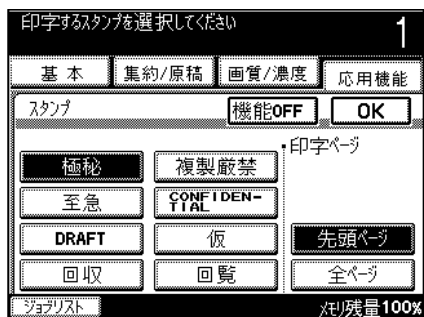 印字するスタンプを選択してください 1
基本 集約/原稿 画質/濃度 応用機能
スタンプ 機能OFF OK
・印字ページ
極秘 複製厳禁
至急 CONFIDEN-
TIAL
DRAFT 仮 先頭ページ
回収 回覧 全ページ
ジョブリスト メモリ残量100%